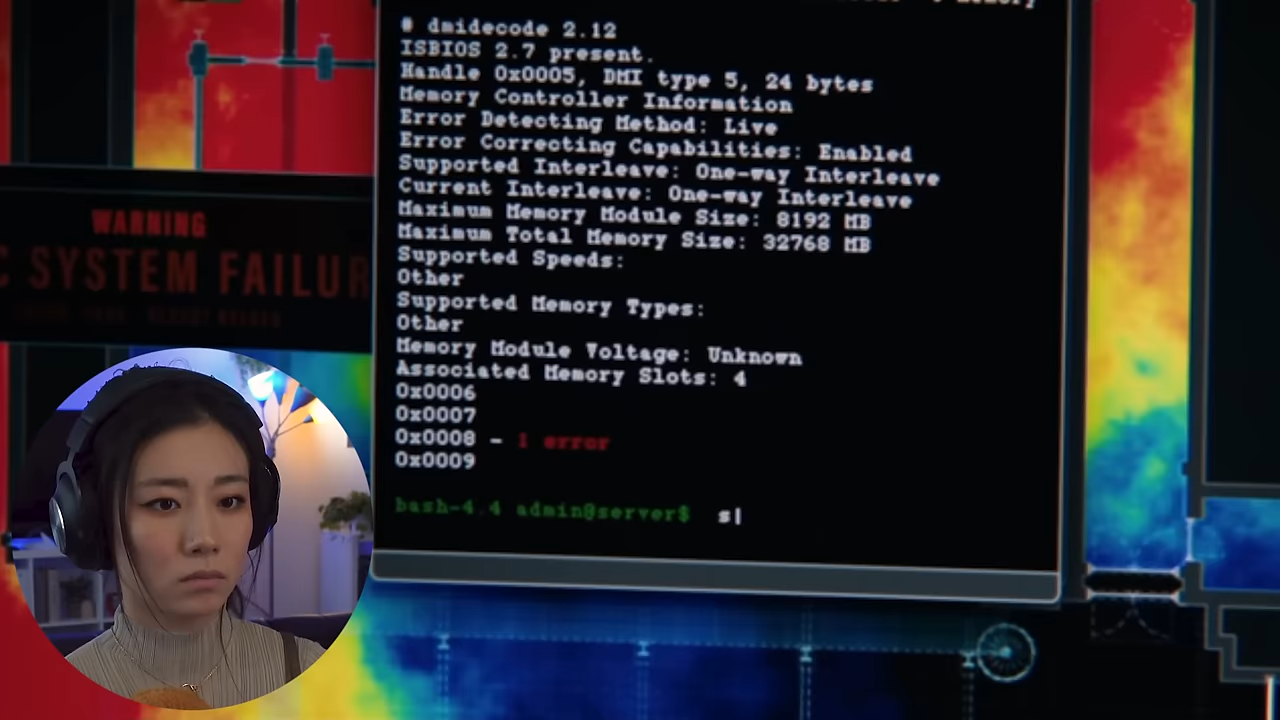 # dmidecode 2.12
ISBIOS 2.7 present.
Handle 0x0005, DMI type 5, 24 bytes
Memory Controller Information
Error Detecting Method: Live
Error Correcting Capabilities: Enabled
Supported Interleave: One-way Interleave
Current Interleave: One-way Interleave
Maximum Memory Module Size: 8192 MB
Maximum Total Memory Size: 32768 MB
Supported Speeds:
Other
Supported Memory Types:
Other
Memory Module Voltage: Unknown
Associated Memory Slots: 4
0x0006
0x0007
0x0008 - 1 error
0x0009
bash-4.4 admin@server$ s|
WARNING
C SYSTEM FAILUR